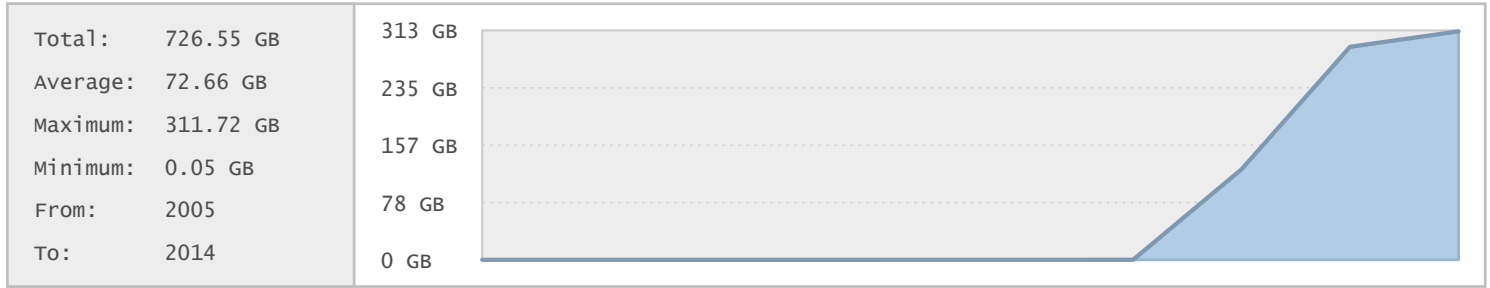 Total: 726.55 GB
Average: 72.66 GB
Maximum: 311.72 GB
Minimum: 0.05 GB
From: 2005
To: 2014
313 GB
235 GB
157 GB
78 GB
0 GB